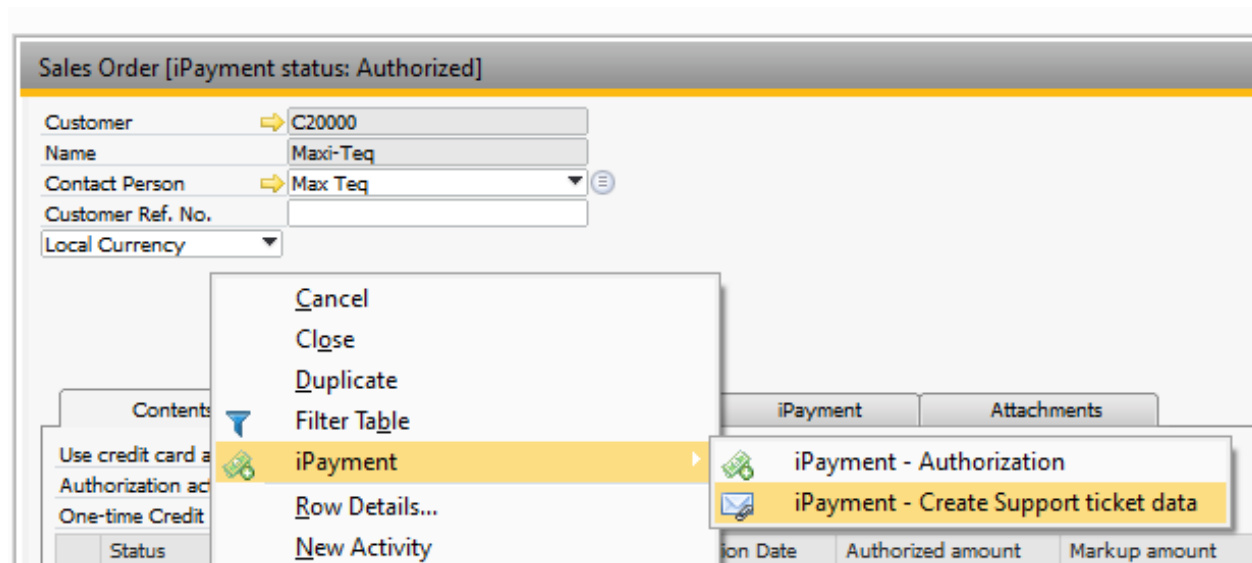 Sales Order [iPayment status: Authorized]
Customer C20000
Name Maxi-Teq
Contact Person Max Teq
Customer Ref. No.
Local Currency
Cancel
Close
Duplicate
Contents Filter Table iPayment Attachments
Use credit card iPayment iPayment - Authorization
Authorization
One-time Credit Row Details... iPayment - Create Support ticket data
Status New Activity Date Authorized amount Markup amount